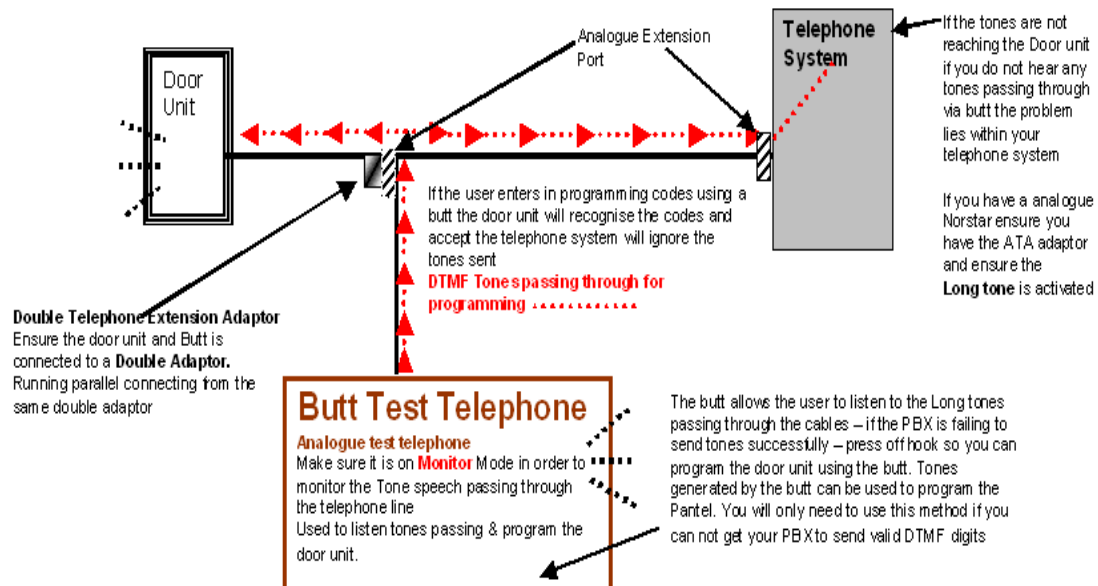 Analogue Extension
Port
Telephone
System
If the tones are not
reaching the Door unit
if you do not hear any
tones passing through
via butt the problem
lies within your
telephone system
If you have a analogue
Norstar ensure you
have the ATA adaptor
and ensure the
Long tone is activated
Door
Unit
If the user enters in programming codes using a
butt the door unit will recognise the codes and
accept the telephone system will ignore the
tones sent
DTMF Tones passing through for
programming
Double Telephone Extension Adaptor
Ensure the door unit and Butt is
connected to a Double Adaptor.
Running parallel connecting from the
same double adaptor
Butt Test Telephone
Analogue test telephone
Make sure it is on Monitor Mode in order to
monitor the Tone speech passing through
the telephone line
Used to listen tones passing & program the
door unit.
The butt allows the user to listen to the Long tones
passing through the cables – if the PBX is failing to
send tones successfully – press off hook so you can
program the door unit using the butt. Tones
generated by the butt can be used to program the
Pantel. You will only need to use this method if you
can not get your PBX to send valid DTMF digits